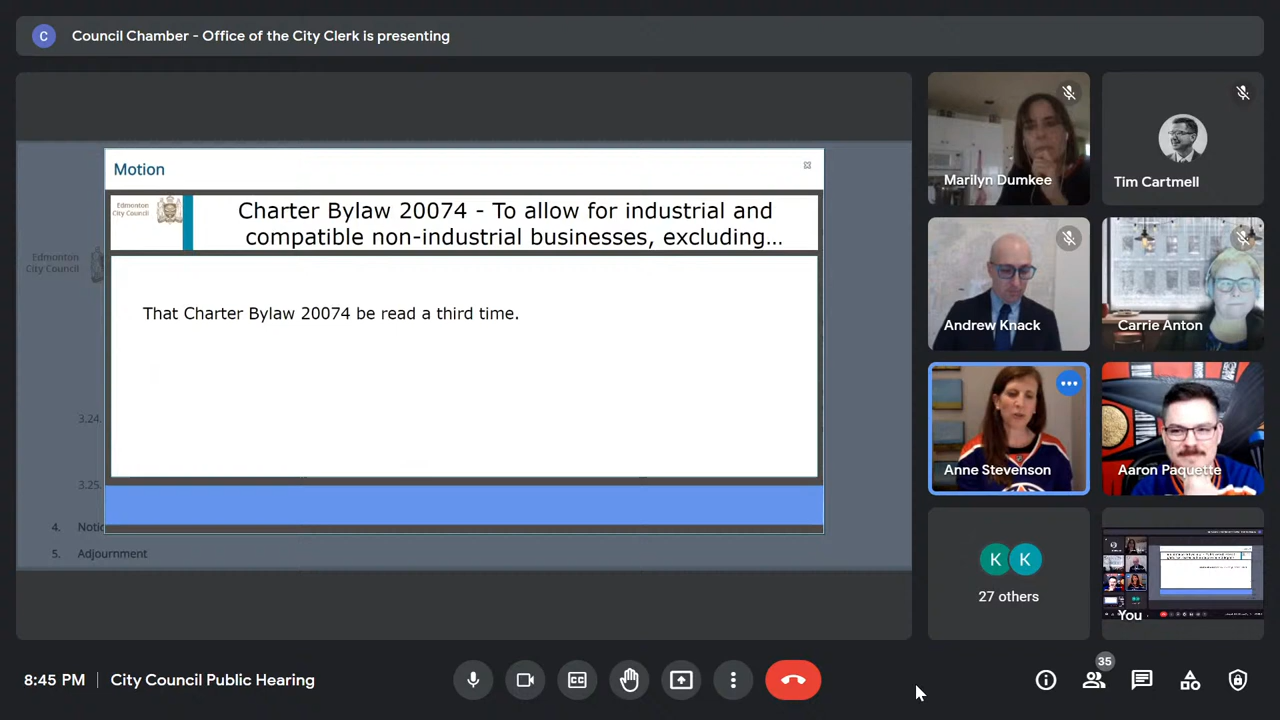 C
Council Chamber - Office of the City Clerk is presenting
Motion
Edmonton
City Council
Charter Bylaw 20074 - To allow for industrial and
compatible non-industrial businesses, excluding...
That Charter Bylaw 20074 be read a third time.
Edmonton
City Council
3.24.
3.25.
4. Notic
5. Adjournment
Marilyn Dumkee
Tim Cartmell
Andrew Knack
Carrie Anton
Anne Stevenson
Aaron Paquette
K K
27 others
You
8:45 PM | City Council Public Hearing
CC
35